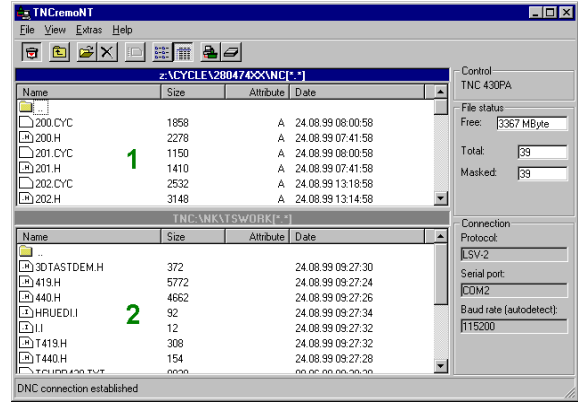 TNCremoNT
File View Extras Help
z:\CYCLE\280474XX\NC[*.*]
Name Size Attribute Date
..
200.CYC 1858 A 24.08.99 08:00:58
.H 200.H 2278 A 24.08.99 07:41:58
201.CYC 1150 A 24.08.99 08:00:58
.H 201.H 1410 A 24.08.99 07:41:58
202.CYC 2532 A 24.08.99 13:18:58
.H 202.H 3148 A 24.08.99 13:14:58
1
TNC:\NK\TSWORK[*.*]
Name Size Attribute Date
..
.H 3DTASTDEM.H 372 24.08.99 09:27:30
.H 419.H 5772 24.08.99 09:27:24
.H 440.H 4662 24.08.99 09:27:26
.I HRUEDI.I 92 24.08.99 09:27:34
.I I.I 12 24.08.99 09:27:32
.H T419.H 308 24.08.99 09:27:32
.H T440.H 154 24.08.99 09:27:28
2
Control
TNC 430PA
File status
Free: 3367 MByte
Total: 39
Masked: 39
Connection
Protocol:
LSV-2
Serial port:
COM2
Baud rate (autodetect):
115200
DNC connection established